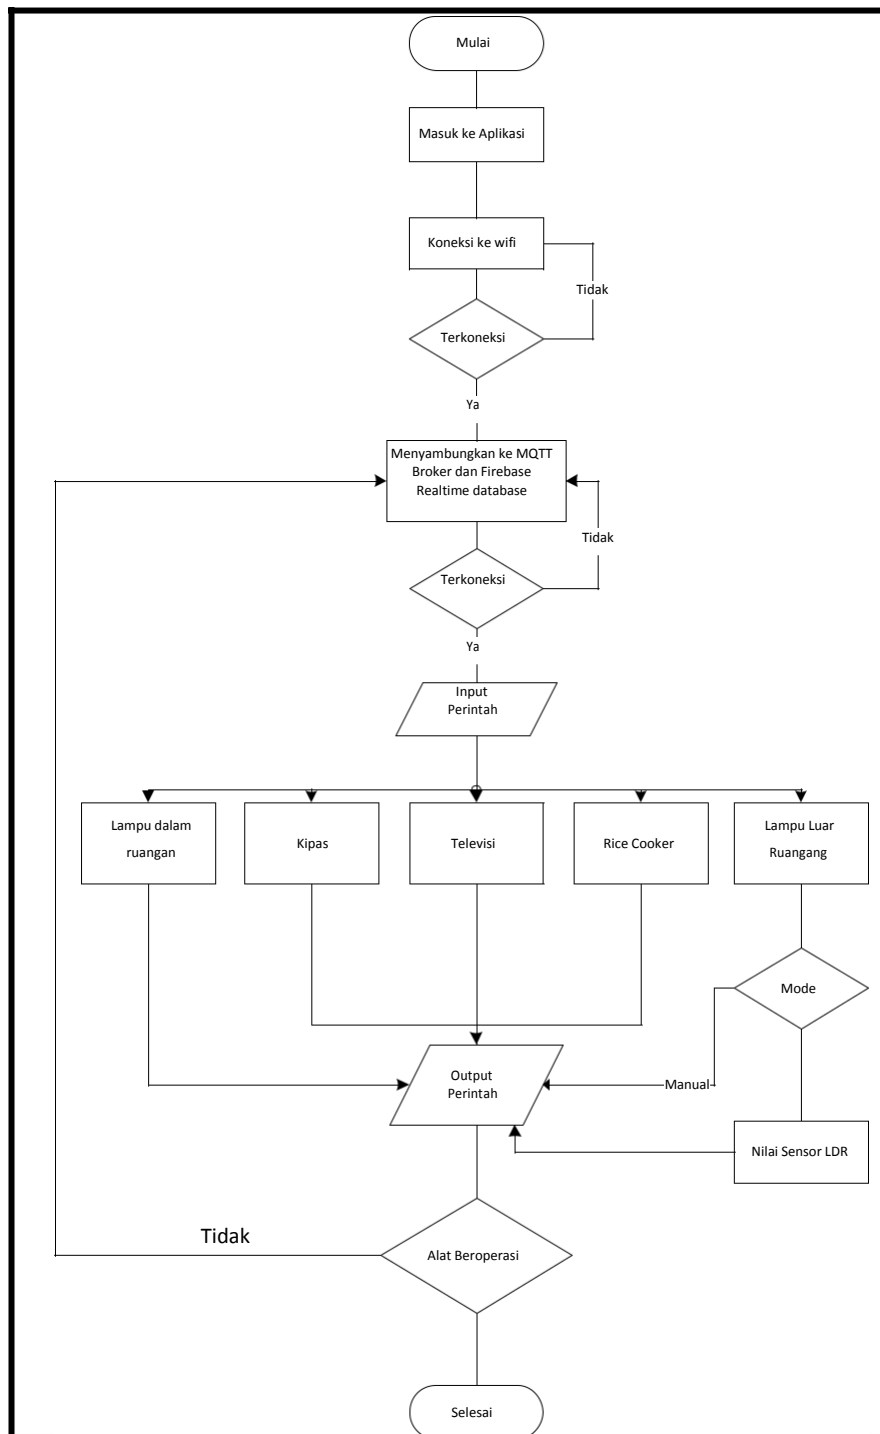 Mulai
Masuk ke Aplikasi
Koneksi ke wifi
Tidak
Terkoneksi
Ya
Menyambungkan ke MQTT
Broker dan Firebase
Realtime database
Tidak
Terkoneksi
Ya
Input
Perintah
Lampu dalam
ruangan
Kipas
Televisi
Rice Cooker
Lampu Luar
Ruangang
Mode
Output
Perintah
Manual
Nilai Sensor LDR
Tidak
Alat Beroperasi
Selesai